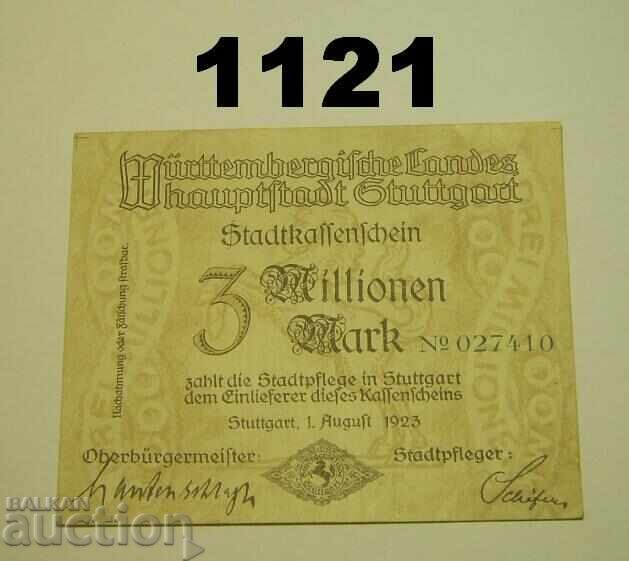 1121
Württembergische Landes
hauptstadt Stuttgart
Stadtkassenschein
3 Millionen
Mark No 027410
zahlt die Stadtpflege in Stuttgart
dem Einlieferer dieses Kassenscheins
Stuttgart, 1. August 1923
Oberbürgermeister: Stadtpfleger:
Nachahmung oder Fälschung strafbar.
BALKAN
auction